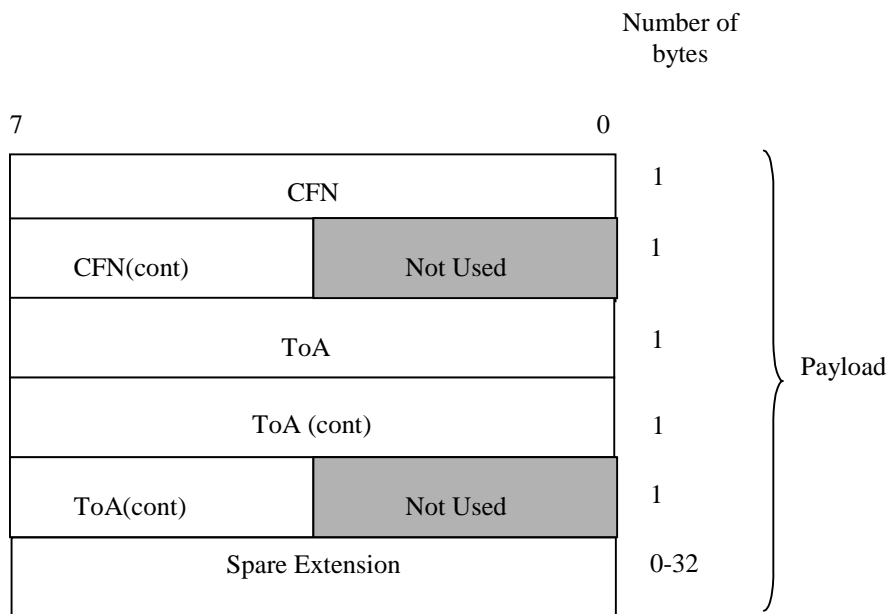 Number of
bytes
7 0
CFN 1
CFN(cont) Not Used 1
ToA 1
Payload
ToA (cont) 1
ToA(cont) Not Used 1
Spare Extension 0-32